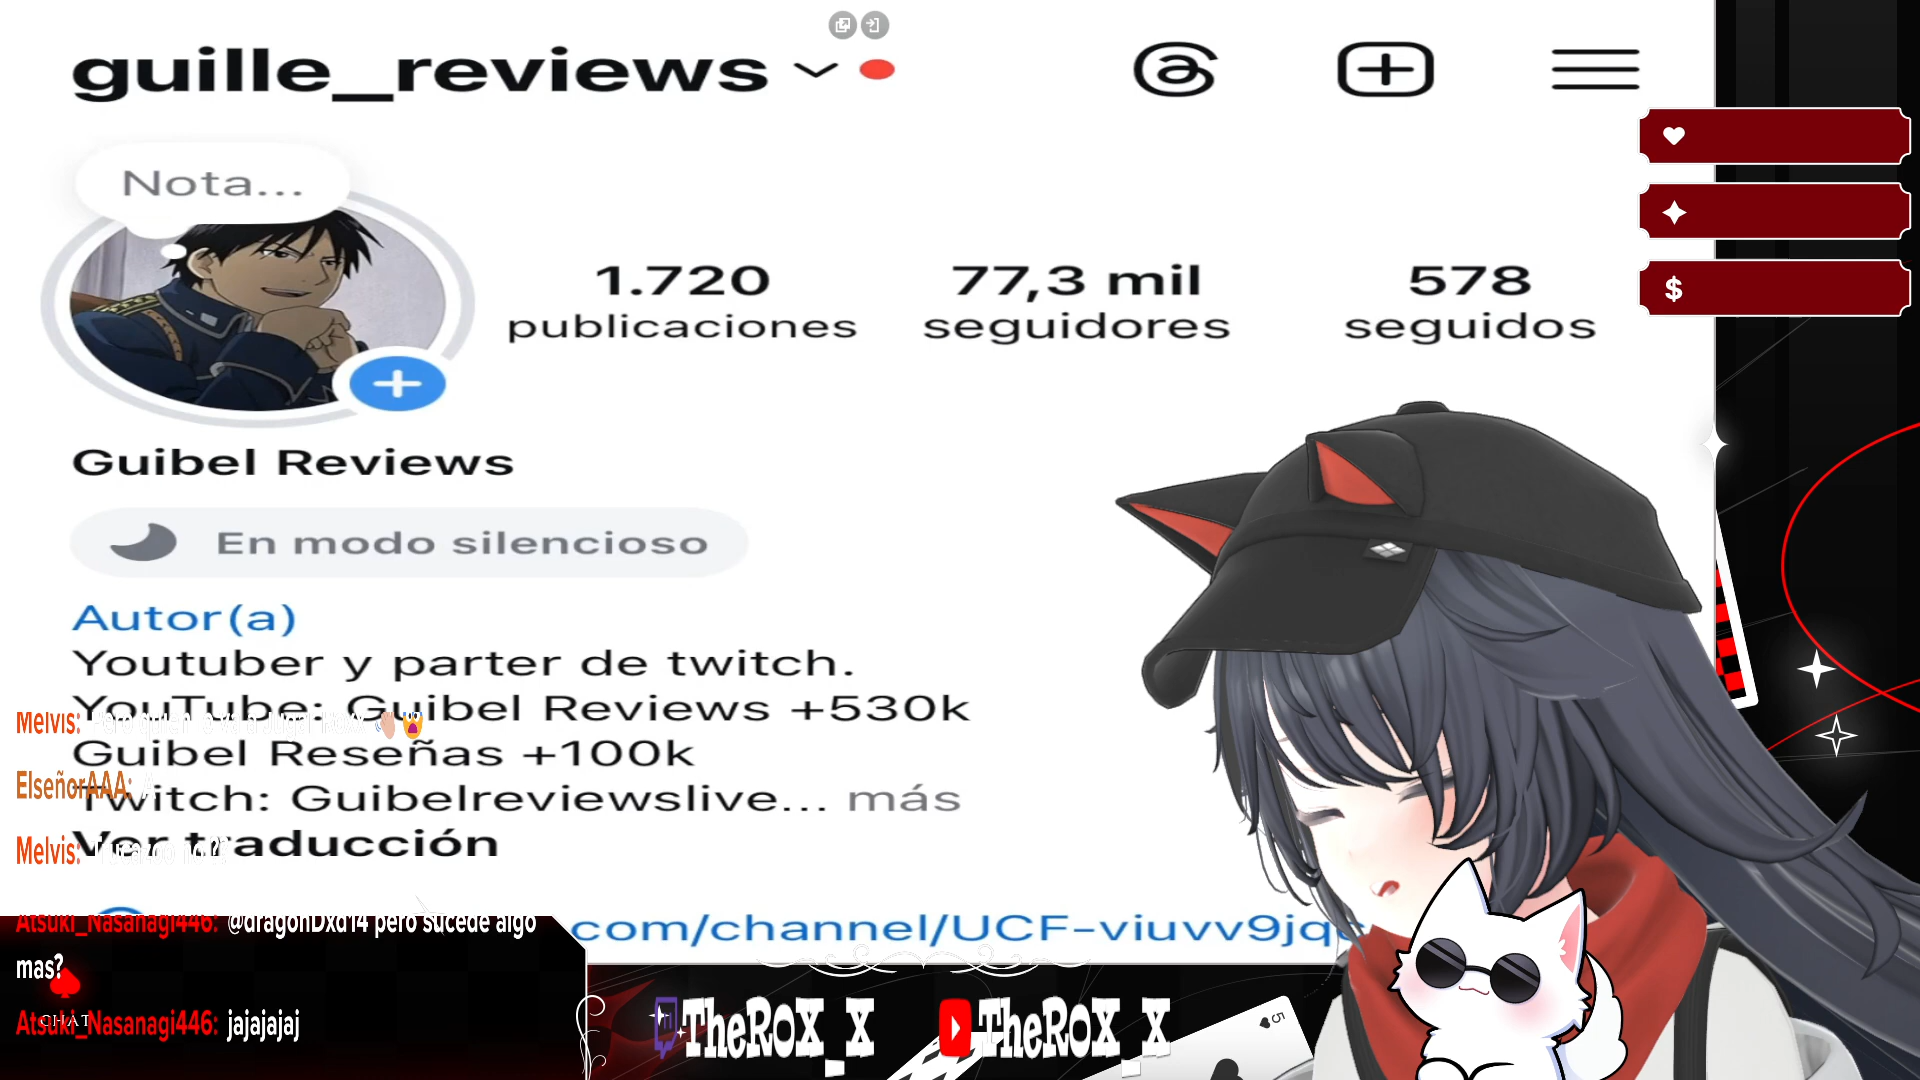 guille_reviews
Nota...
1.720
publicaciones
77,3 mil
seguidores
578
seguidos
Guibel Reviews
En modo silencioso
Autor(a)
Youtuber y parter de twitch.
YouTube: Guibel Reviews +530k
Guibel Reseñas +100k
Twitch: Guibelreviewslive... más
Ver traducción
com/channel/UCF-viuvv9jq
$
Melvis:
ElseñorAAA: A
Melvis:
Atsuki_Nasanagi446: @dragonDxd14 pero sucede algo
mas?
CHAT
Atsuki_Nasanagi446: jajajajaj
TheROX_X
TheROX_X
5